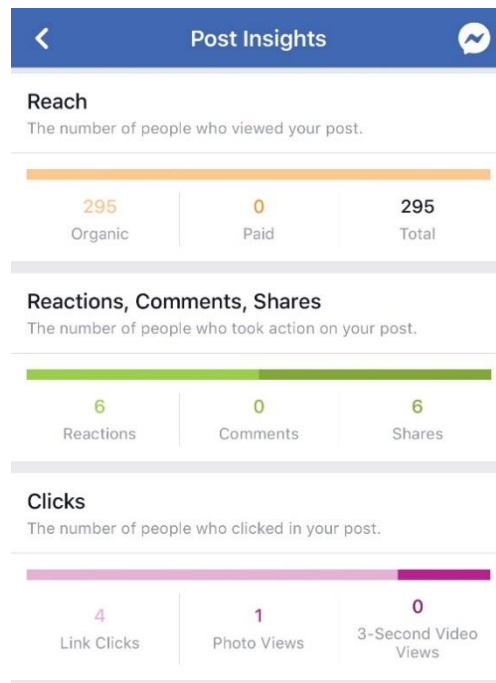 Post Insights
Reach
The number of people who viewed your post.
295 0 295
Organic Paid Total
Reactions, Comments, Shares
The number of people who took action on your post.
6 0 6
Reactions Comments Shares
Clicks
The number of people who clicked in your post.
4 1 0
Link Clicks Photo Views 3-Second Video
Views